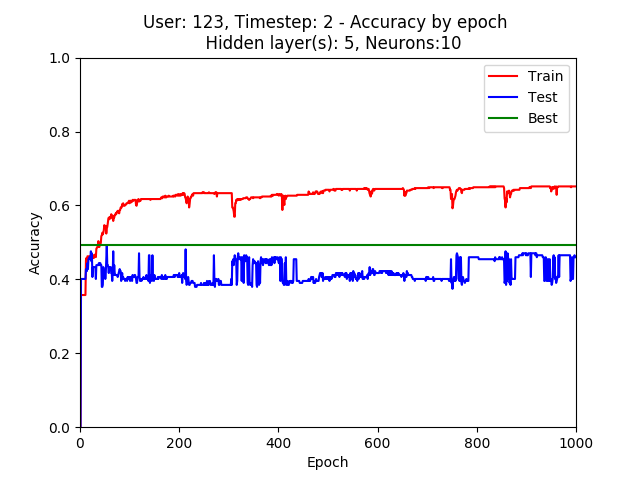 User: 123, Timestep: 2 - Accuracy by epoch
Hidden layer(s): 5, Neurons:10
1.0
0.8
0.6
0.4
0.2
0.0
Accuracy
Train
Test
Best
0
200
400
600
800
1000
Epoch